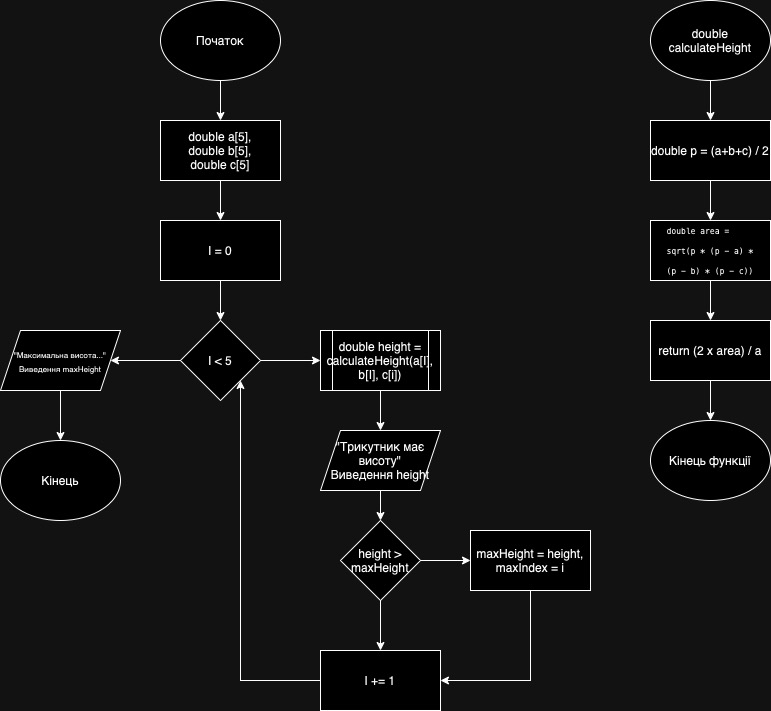 Початок
double a[5],
double b[5],
double c[5]
I = 0
I < 5
"Максимальна висота..."
Виведення maxHeight
Кінець
double height =
calculateHeight(a[I],
b[I], c[i])
"Трикутник має
висоту"
Виведення height
height >
maxHeight
maxHeight = height,
maxIndex = i
I += 1
double
calculateHeight
double p = (a+b+c) / 2
double area =
sqrt(p * (p - a) *
(p - b) * (p - c))
return (2 x area) / a
Кінець функції